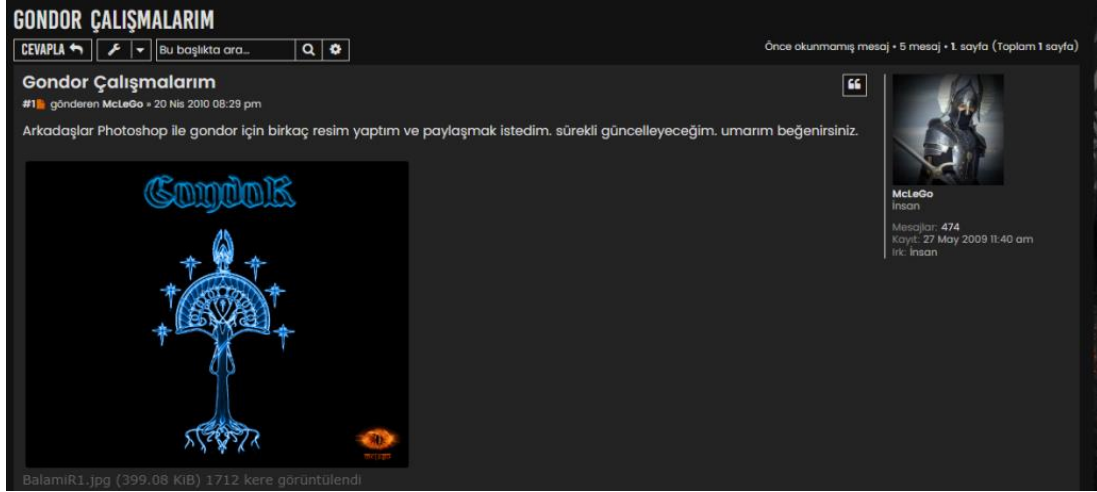 GONDOR ÇALIŞMALARIM
CEVAPLA
Bu başlıkta ara...
Önce okunmamış mesaj • 5 mesaj • 1. sayfa (Toplam 1 sayfa)
Gondor Çalışmalarım
#1 gönderen McLeGo » 20 Nis 2010 08:29 pm
Arkadaşlar Photoshop ile gondor için birkaç resim yaptım ve paylaşmak istedim. sürekli güncelleyeceğim. umarım beğenirsiniz.
GondoR
BalamiR1.jpg (399.08 KiB) 1712 kere görüntülendi
McLeGo
İnsan
Mesajlar: 474
Kayıt: 27 May 2009 11:40 am
Irk: İnsan